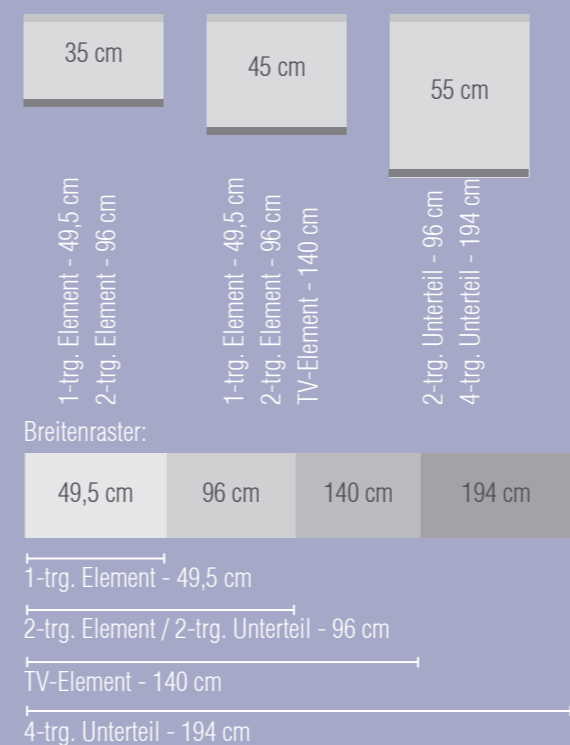 35 cm
45 cm
55 cm
1-trg. Element - 49,5 cm
2-trg. Element - 96 cm
1-trg. Element - 49,5 cm
2-trg. Element - 96 cm
TV-Element - 140 cm
2-trg. Unterteil - 96 cm
4-trg. Unterteil - 194 cm
Breitenraster:
49,5 cm
96 cm
140 cm
194 cm
1-trg. Element - 49,5 cm
2-trg. Element / 2-trg. Unterteil - 96 cm
TV-Element - 140 cm
4-trg. Unterteil - 194 cm